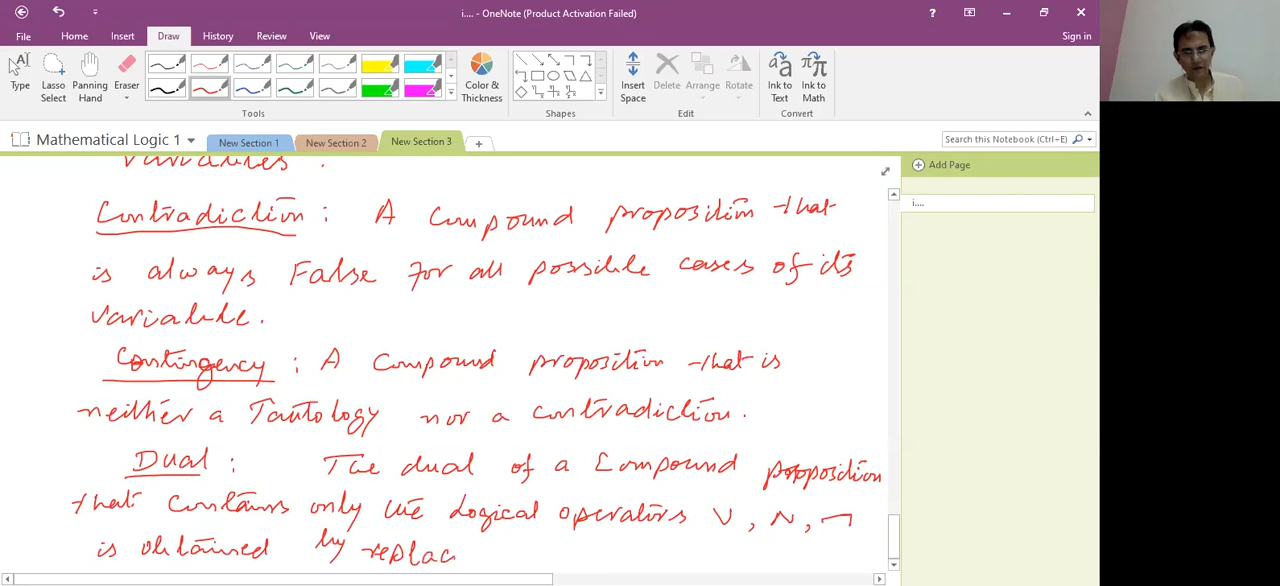 i.... - OneNote (Product Activation Failed)
File Home Insert Draw History Review View Sign in
Type Lasso Select Panning Hand Eraser Color & Thickness Insert Space Delete Arrange Rotate Ink to Text Ink to Math
Tools Shapes Edit Convert
Mathematical Logic 1 New Section 1 New Section 2 New Section 3 Search this Notebook (Ctrl+E)
Add Page
i....
variables .
Contradiction : A Compound proposition that
is always False for all possible cases of its
variable.
Contingency : A Compound proposition that is
neither a Tautology nor a contradiction.
Dual : The dual of a Compound proposition
that Contains only the Logical operators ∨, ∧, ¬
is obtained by replac